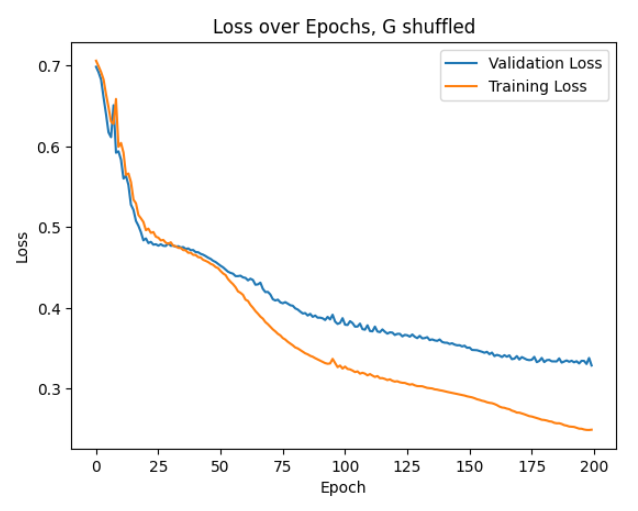 Loss over Epochs, G shuffled
Validation Loss
Training Loss
0.7
0.6
0.5
0.4
0.3
Loss
0 25 50 75 100 125 150 175 200
Epoch